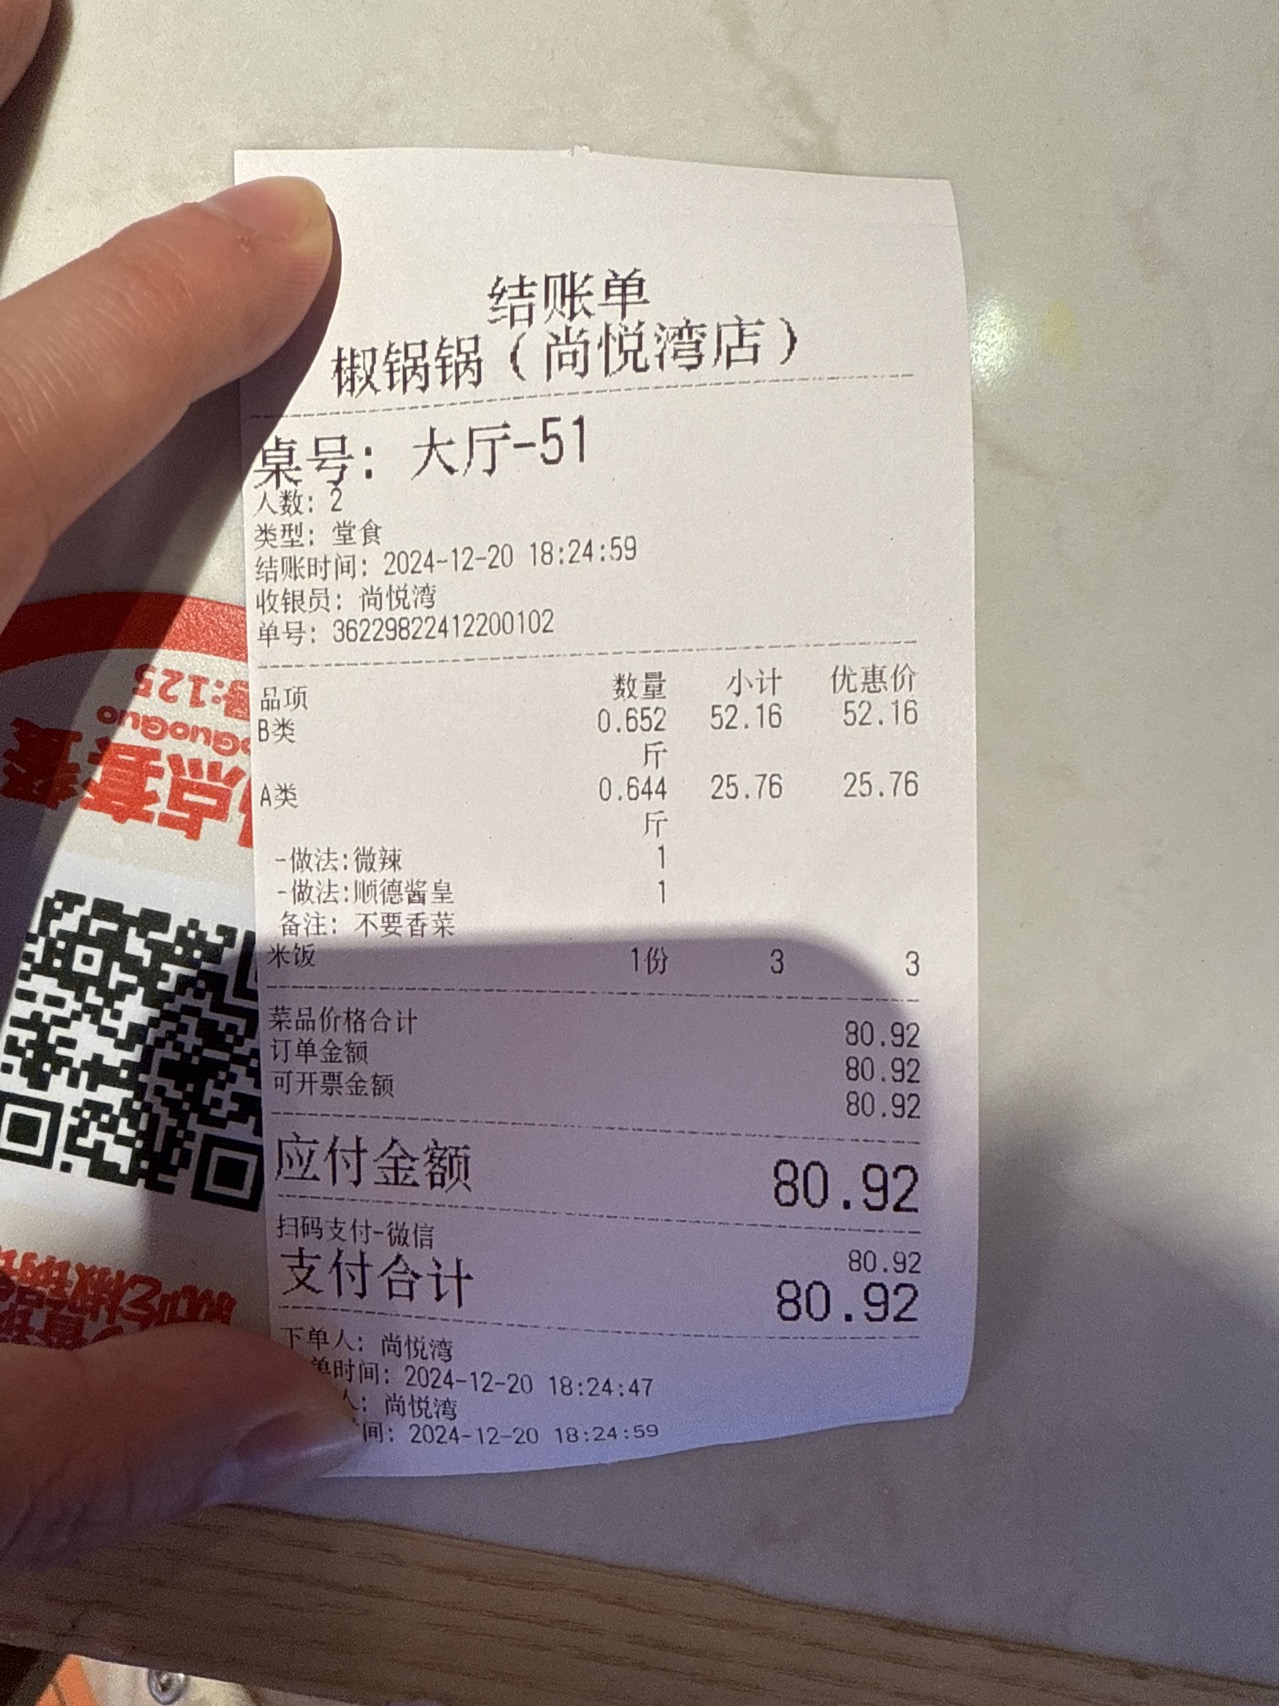 结账单
椒锅锅（尚悦湾店）
桌号：大厅-51
人数：2
类型：堂食
结账时间：2024-12-20 18:24:59
收银员：尚悦湾
单号：36229822412200102
品项 数量 小计 优惠价
B类 0.652 52.16 52.16
斤
A类 0.644 25.76 25.76
斤
-做法:微辣 1
-做法:顺德酱皇 1
备注：不要香菜
米饭 1份 3 3
菜品价格合计 80.92
订单金额 80.92
可开票金额 80.92
应付金额 80.92
扫码支付-微信 80.92
支付合计 80.92
下单人：尚悦湾
单时间：2024-12-20 18:24:47
人：尚悦湾
间：2024-12-20 18:24:59
:125
oGuoGuo
点套餐